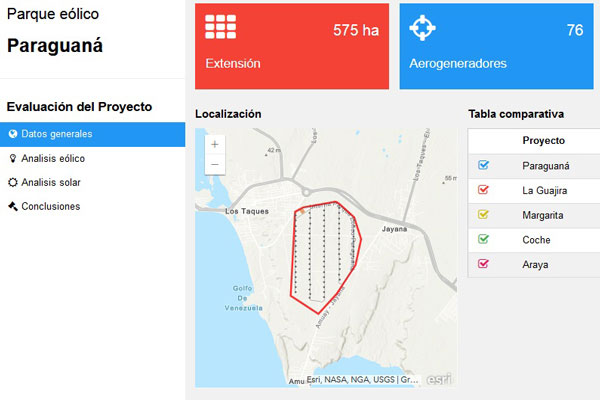 Parque eólico
Paraguaná
Evaluación del Proyecto
Datos generales
Analisis eólico
Analisis solar
Conclusiones
575 ha
Extensión
76
Aerogeneradores
Localización
+
−
42 m
55 m
Los Taques
Jayana
Golfo
De
Venezuela
Amuay - Jayana
Amu
Esri, NASA, NGA, USGS | Gr...
esri
Tabla comparativa
Proyecto
Paraguaná
La Guajira
Margarita
Coche
Araya